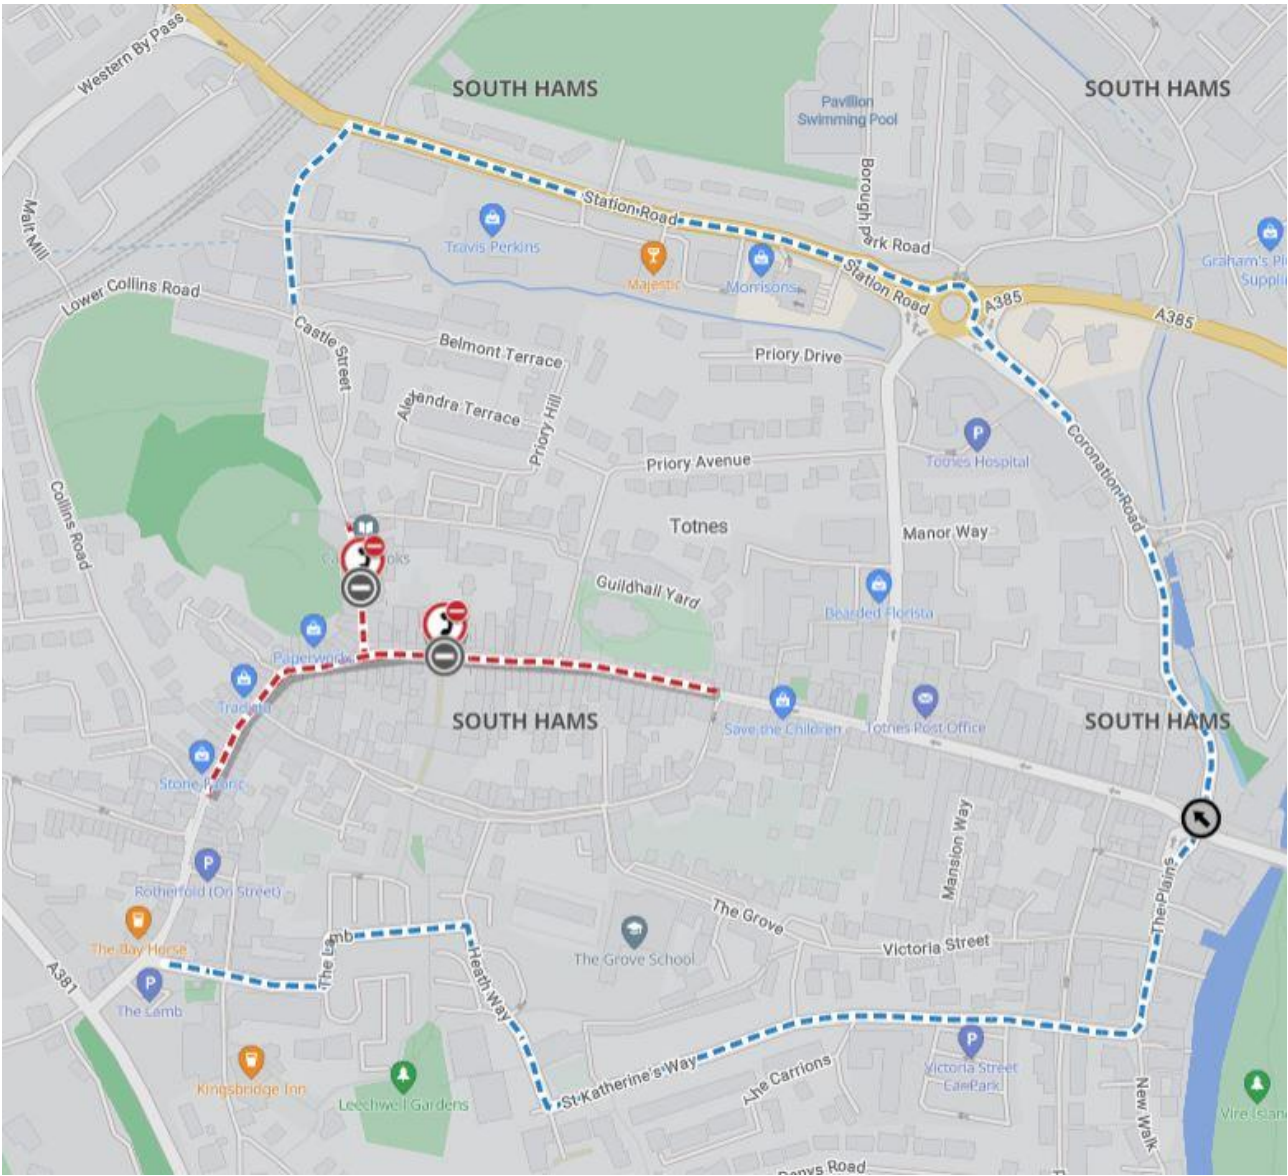 Western By Pass
SOUTH HAMS
SOUTH HAMS
Pavilion
Swimming Pool
Borough Park Road
Malt Mill
Station Road
Travis Perkins
Majestic
Morrisons
Station Road
A385
A385
Graham's
Lower Collins Road
Castle Street
Belmont Terrace
Priory Drive
Alexandra Terrace
Priory Hill
Coronation Road
P
Totnes Hospital
Priory Avenue
Collins Road
Totnes
Manor Way
Guildhall Yard
Bearded Florista
SOUTH HAMS
Save the Children
Totnes Post Office
SOUTH HAMS
P
Rotherfold (On Street)
Mansion Way
The Plains
The Grove
Victoria Street
The Bay Horse
The Lamb
The Grove School
Heath Way
A381
P
The Lamb
Kingsbridge Inn
Leechwell Gardens
St Katherine's Way
The Carrions
P
Victoria Street
Car Park
New Walk
Road